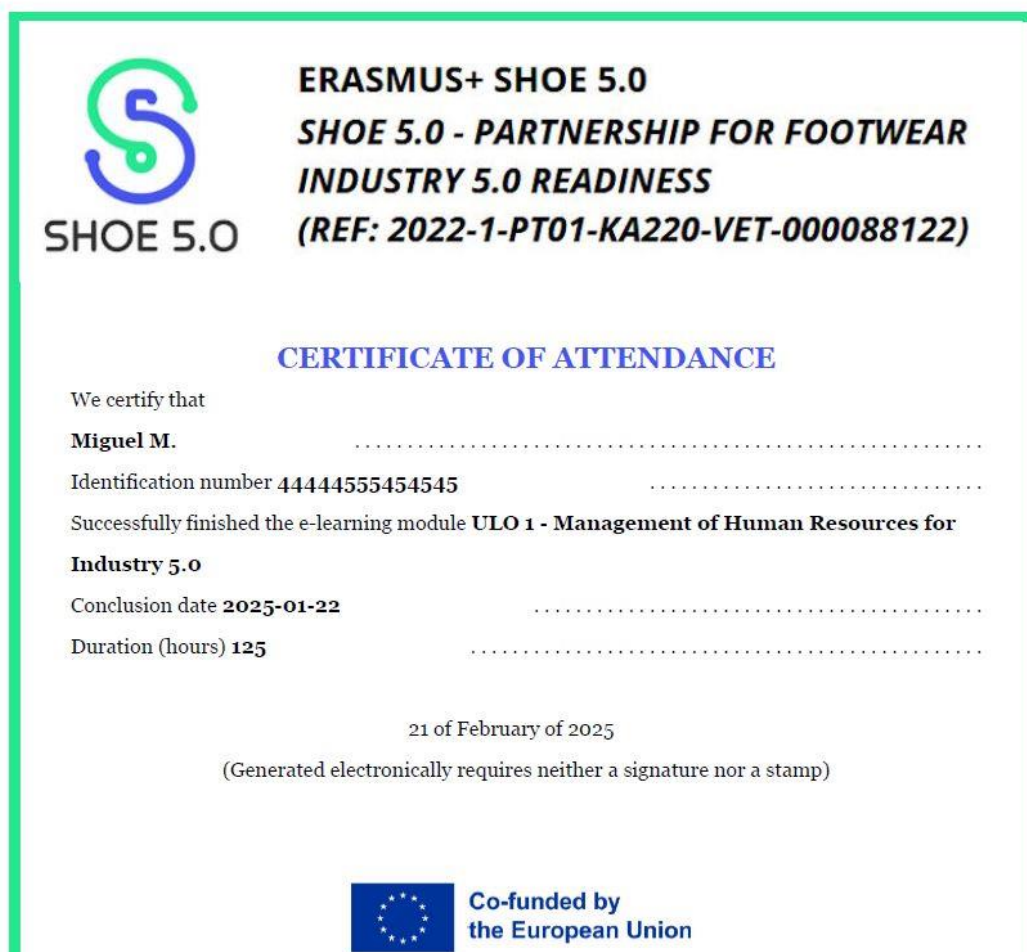 ERASMUS+ SHOE 5.0
SHOE 5.0 - PARTNERSHIP FOR FOOTWEAR
INDUSTRY 5.0 READINESS
(REF: 2022-1-PT01-KA220-VET-000088122)
SHOE 5.0
CERTIFICATE OF ATTENDANCE
We certify that
Miguel M.
Identification number 44444555454545
Successfully finished the e-learning module ULO 1 - Management of Human Resources for
Industry 5.0
Conclusion date 2025-01-22
Duration (hours) 125
21 of February of 2025
(Generated electronically requires neither a signature nor a stamp)
Co-funded by
the European Union